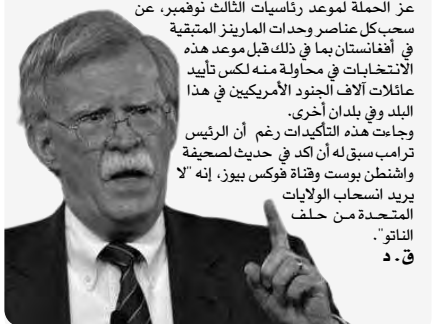 عز الحملة لموعد رئاسيات الثالث نوفمبر، عن
سحب كل عناصر وحدات المارينز المتبقية
في أفغانستان بما في ذلك قبل موعد هذه
الانتخابات في محاولة منه لكس تأييد
عائلات آلاف الجنود الأمريكيين في هذا
البلد وفي بلدان أخرى.
وجاءت هذه التأكيدات رغم أن الرئيس
ترامب سبق له أن اكد في حديث لصحيفة
واشنطن بوست وقناة فوكس بيوز، إنه "لا
يريد انسحاب الولايات
المتحدة من حلف
الناتو".
ق. د